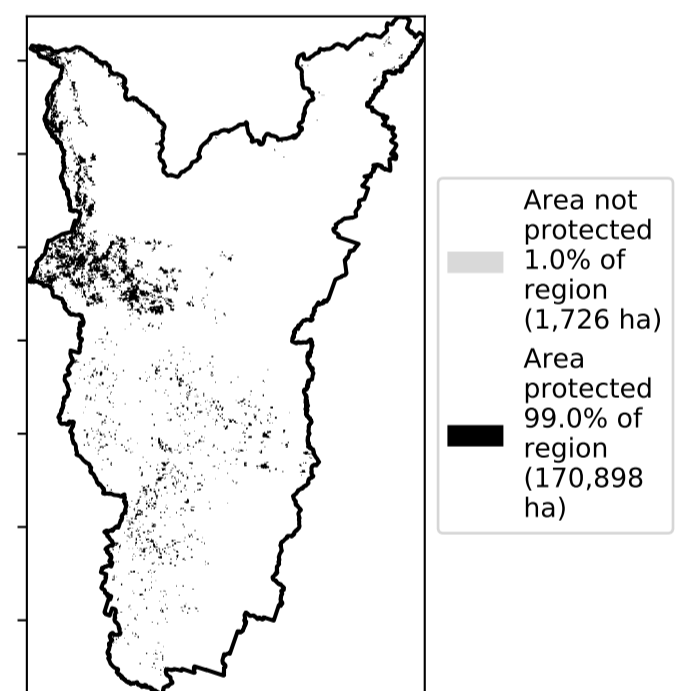 Area not
protected
1.0% of
region
(1,726 ha)
Area
protected
99.0% of
region
(170,898
ha)